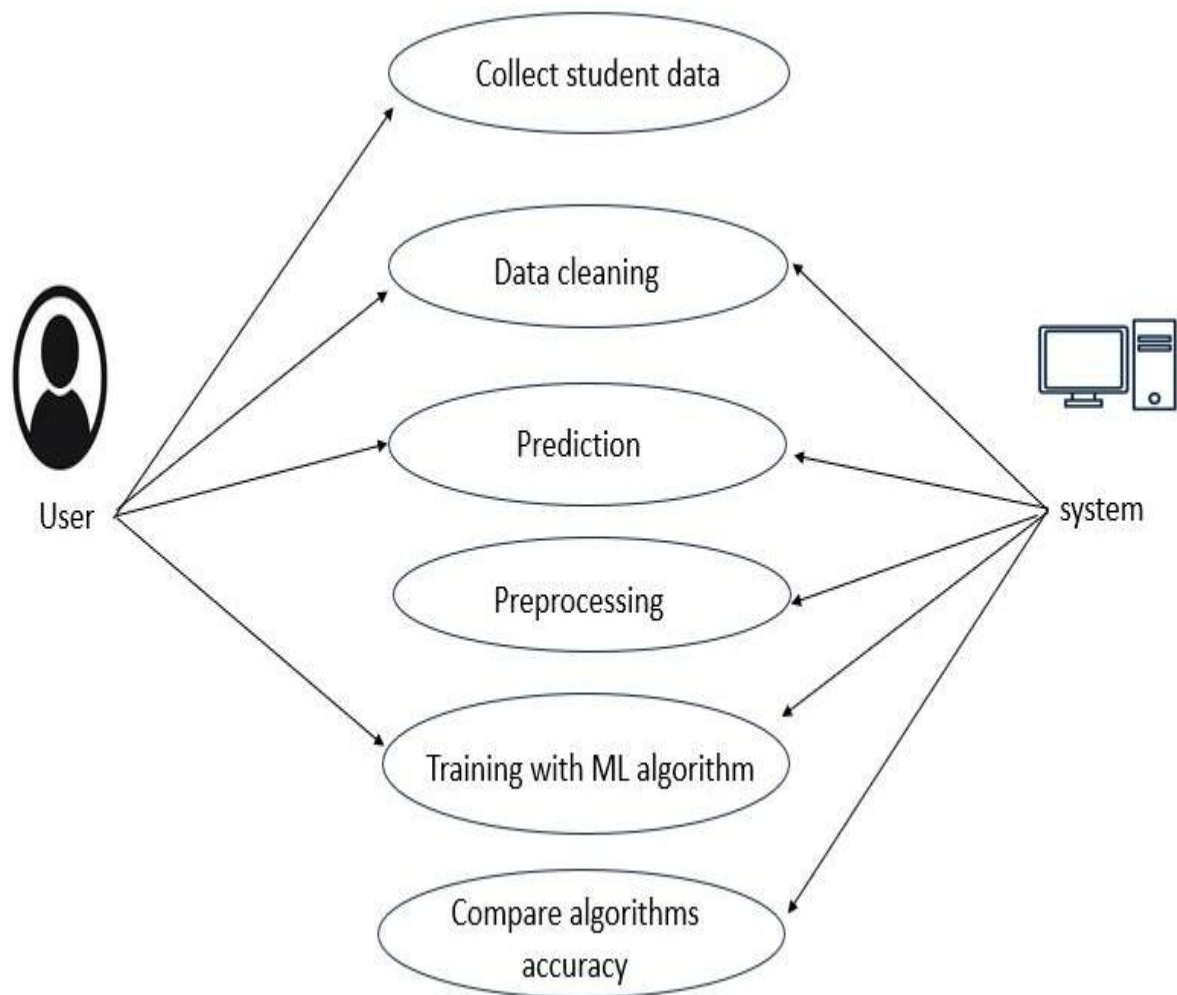 Collect student data
Data cleaning
Prediction
User
system
Preprocessing
Training with ML algorithm
Compare algorithms
accuracy